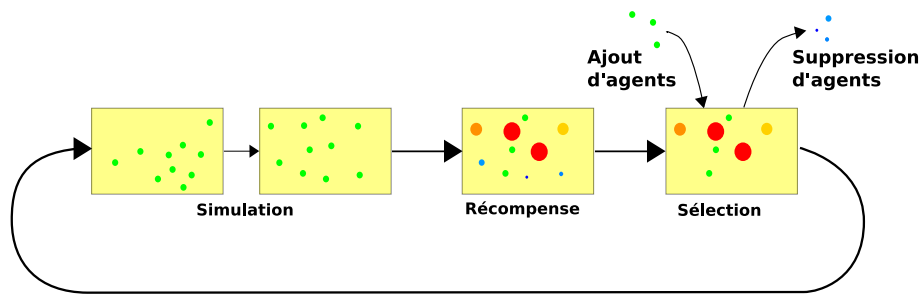 Ajout
d'agents
Suppression
d'agents
Simulation
Récompense
Sélection